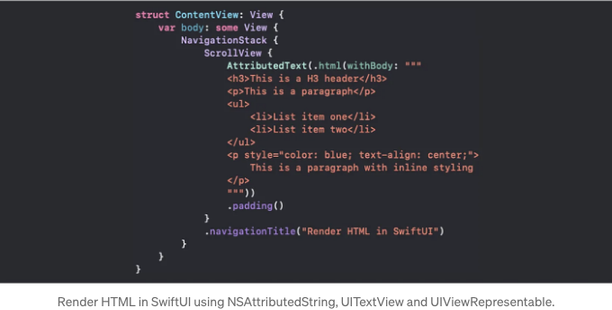 struct ContentView: View {
    var body: some View {
        NavigationStack {
            ScrollView {
                AttributedText(.html(withBody: """
                <h3>This is a H3 header</h3>
                <p>This is a paragraph</p>
                <ul>
                    <li>List item one</li>
                    <li>List item two</li>
                </ul>
                <p style="color: blue; text-align: center;">
                    This is a paragraph with inline styling
                </p>
                """))
                .padding()
            }
            .navigationTitle("Render HTML in SwiftUI")
        }
    }
}
Render HTML in SwiftUI using NSAttributedString, UITextView and UIViewRepresentable.